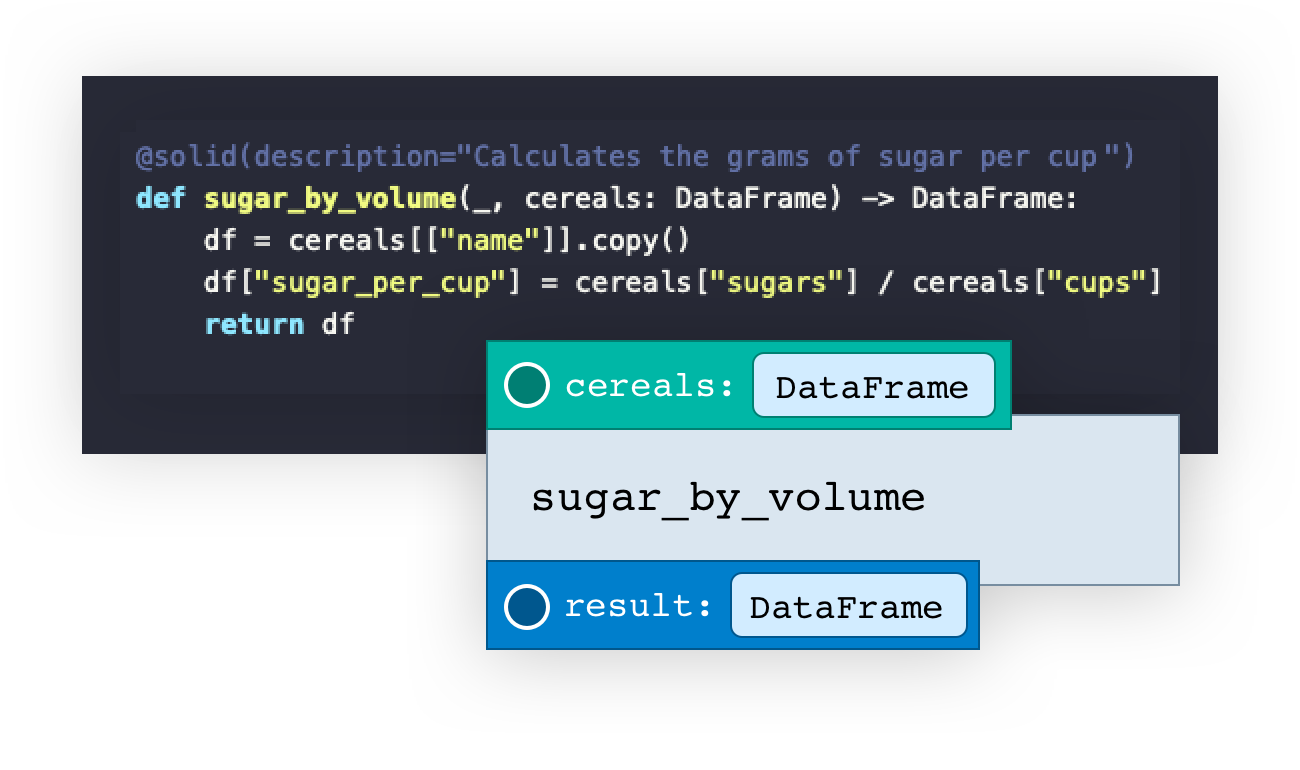 @solid(description="Calculates the grams of sugar per cup")
def sugar_by_volume(_, cereals: DataFrame) -> DataFrame:
    df = cereals[["name"]].copy()
    df["sugar_per_cup"] = cereals["sugars"] / cereals["cups"]
    return df
cereals: DataFrame
sugar_by_volume
result: DataFrame